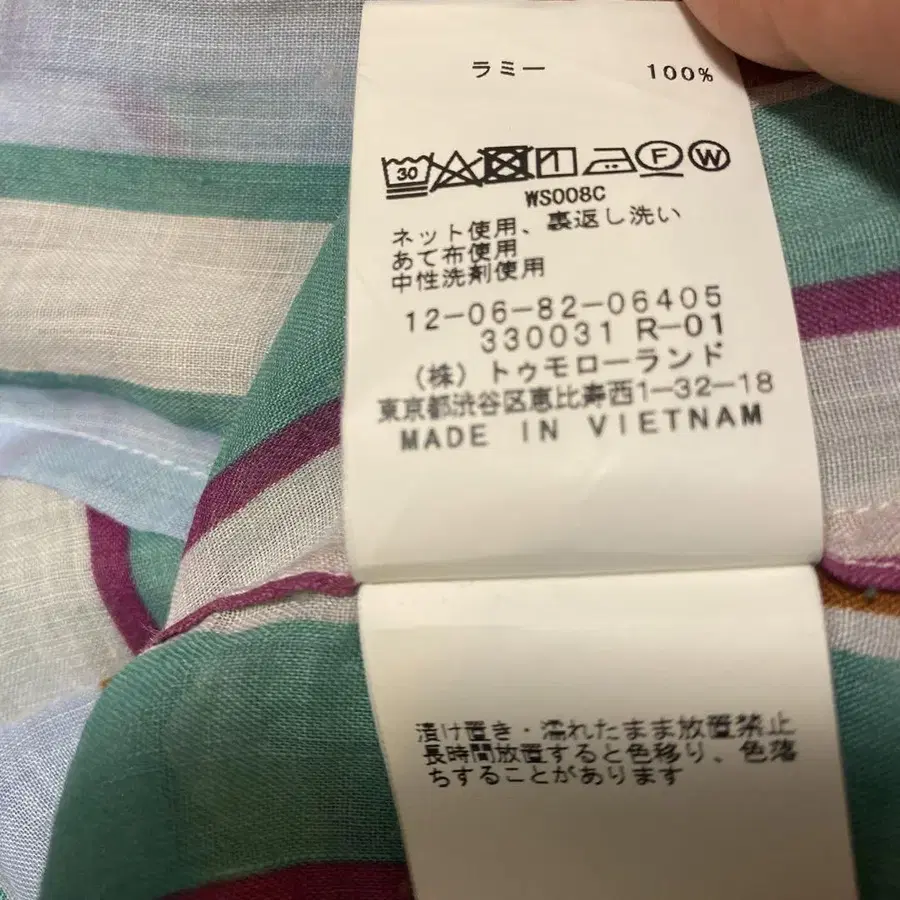 ラミー 100%
30 F W
WS008C
ネット使用、裏返し洗い
あて布使用
中性洗剤使用
12-06-82-06405
330031 R-01
(株)トゥモローランド
東京都渋谷区恵比寿西1-32-18
MADE IN VIETNAM
漬け置き・濡れたまま放置禁止
長時間放置すると色移り、色落
ちすることがあります